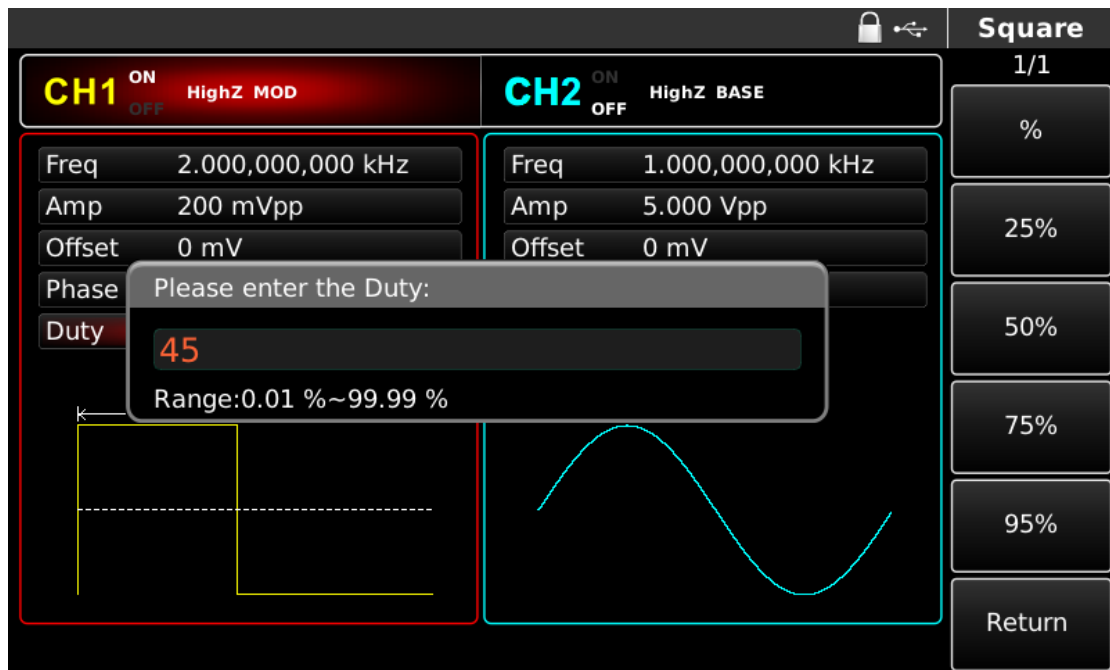 Square
1/1
CH1 ON OFF HighZ MOD
CH2 ON OFF HighZ BASE
Freq 2.000,000,000 kHz
Amp 200 mVpp
Offset 0 mV
Phase
Duty
Freq 1.000,000,000 kHz
Amp 5.000 Vpp
Offset 0 mV
Please enter the Duty:
45
Range:0.01 %~99.99 %
%
25%
50%
75%
95%
Return